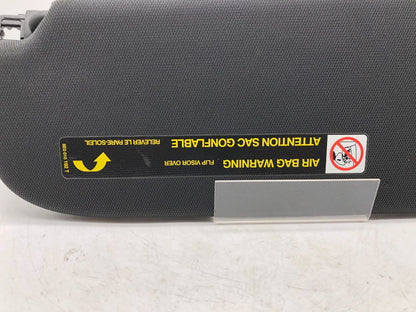 AIR BAG WARNING FLIP VISOR OVER
ATTENTION SAC GONFLABLE RELEVER LE PARE-SOLEIL